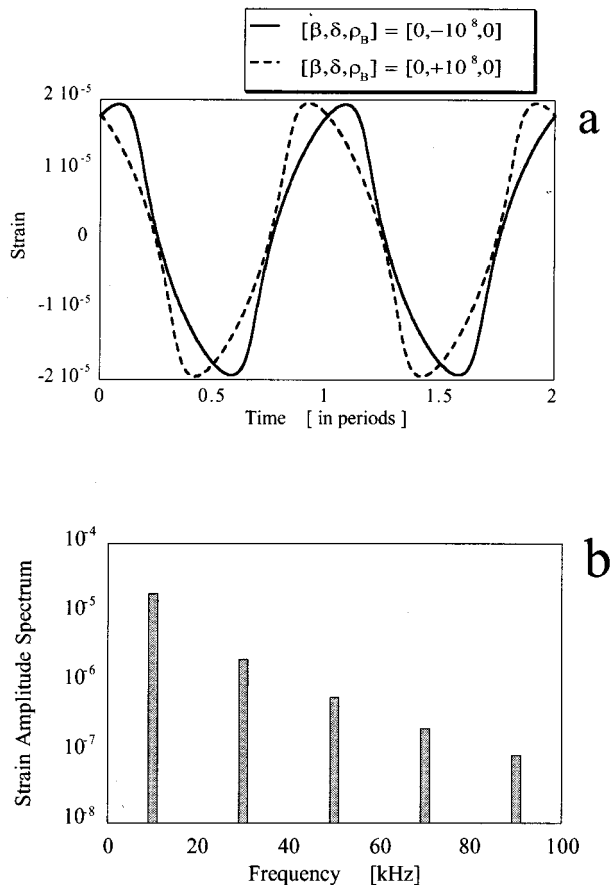 [β,δ,ρ_B] = [0,−10^8,0]
[β,δ,ρ_B] = [0,+10^8,0]
a
2 10^-5
1 10^-5
0
-1 10^-5
-2 10^-5
Strain
0
0.5
1
1.5
2
Time [ in periods ]
b
10^-4
10^-5
10^-6
10^-7
10^-8
Strain Amplitude Spectrum
0
20
40
60
80
100
Frequency [kHz]